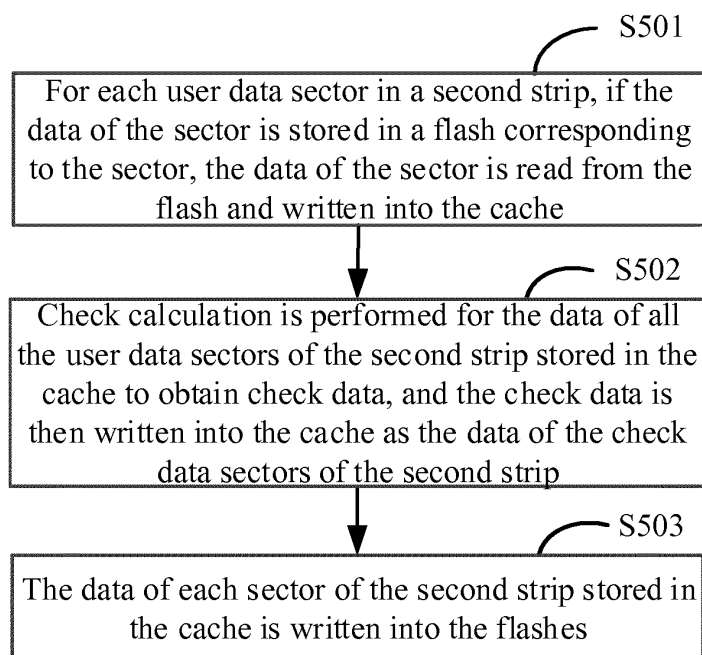 S501
For each user data sector in a second strip, if the
data of the sector is stored in a flash corresponding
to the sector, the data of the sector is read from the
flash and written into the cache
S502
Check calculation is performed for the data of all
the user data sectors of the second strip stored in the
cache to obtain check data, and the check data is
then written into the cache as the data of the check
data sectors of the second strip
S503
The data of each sector of the second strip stored in
the cache is written into the flashes